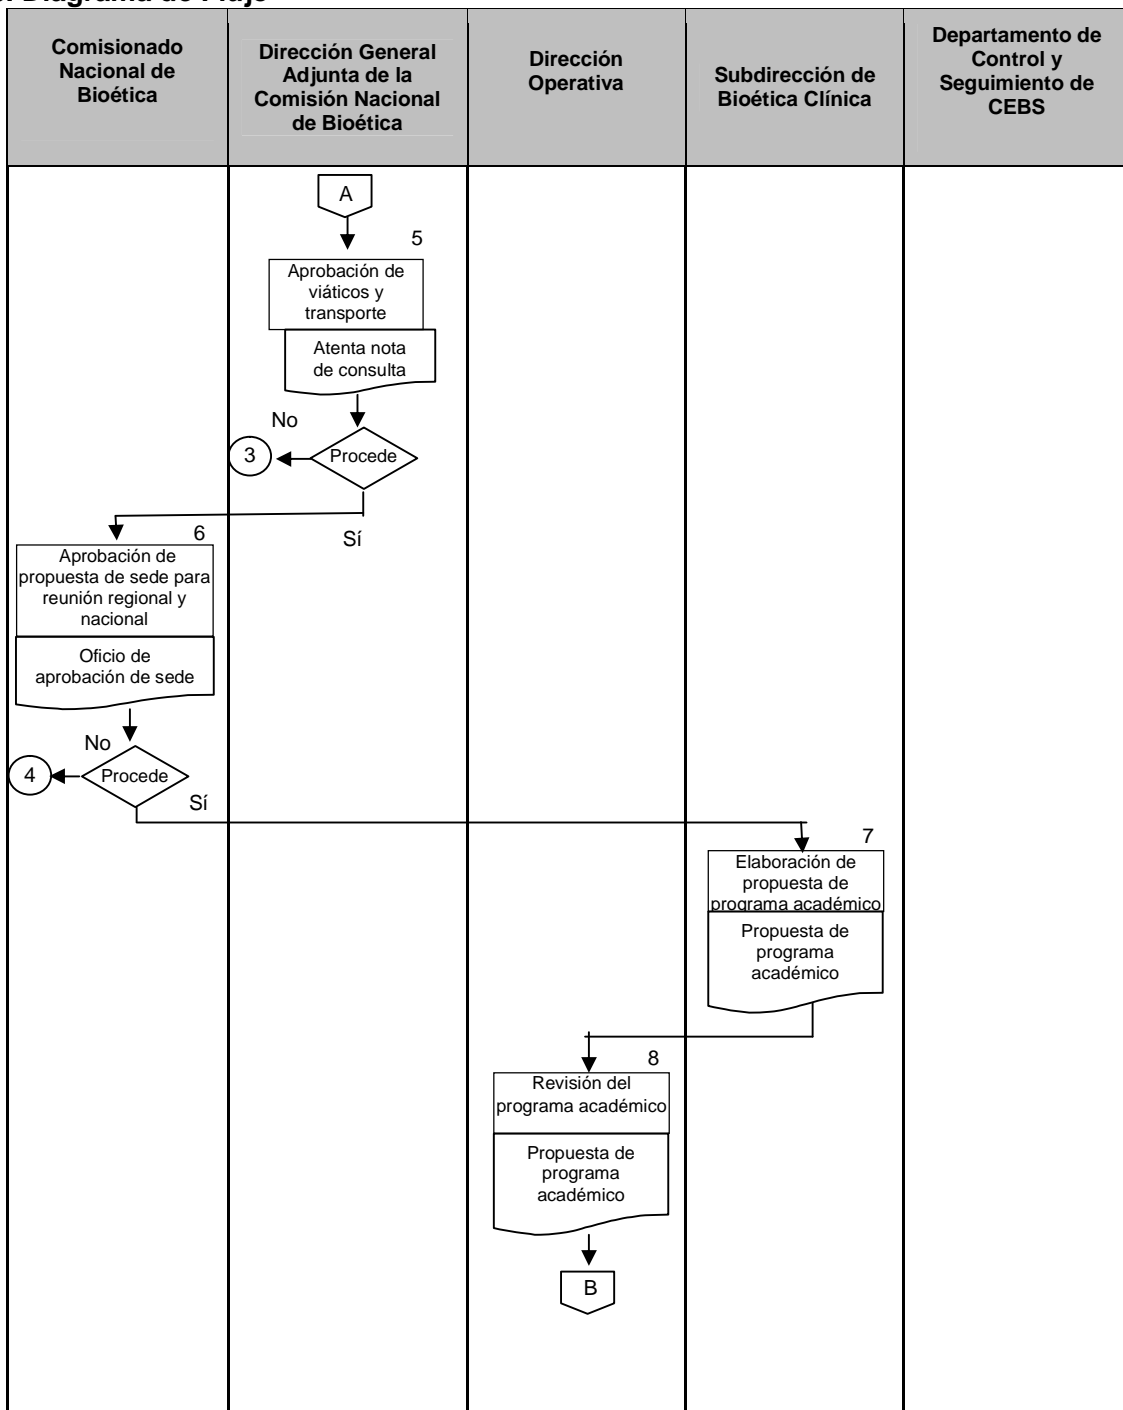 Diagrama de Flujo
Comisionado
Nacional de
Bioética
Dirección General
Adjunta de la
Comisión Nacional
de Bioética
Dirección
Operativa
Subdirección de
Bioética Clínica
Departamento de
Control y
Seguimiento de
CEBS
A
5
Aprobación de
viáticos y
transporte
Atenta nota
de consulta
No
3
Procede
Sí
6
Aprobación de
propuesta de sede para
reunión regional y
nacional
Oficio de
aprobación de sede
No
4
Procede
Sí
7
Elaboración de
propuesta de
programa académico
Propuesta de
programa
académico
8
Revisión del
programa académico
Propuesta de
programa
académico
B